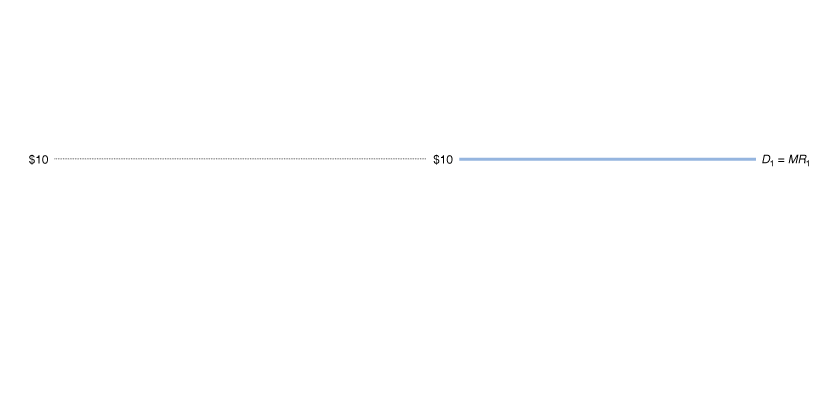 $10 $10 D₁ = MR₁